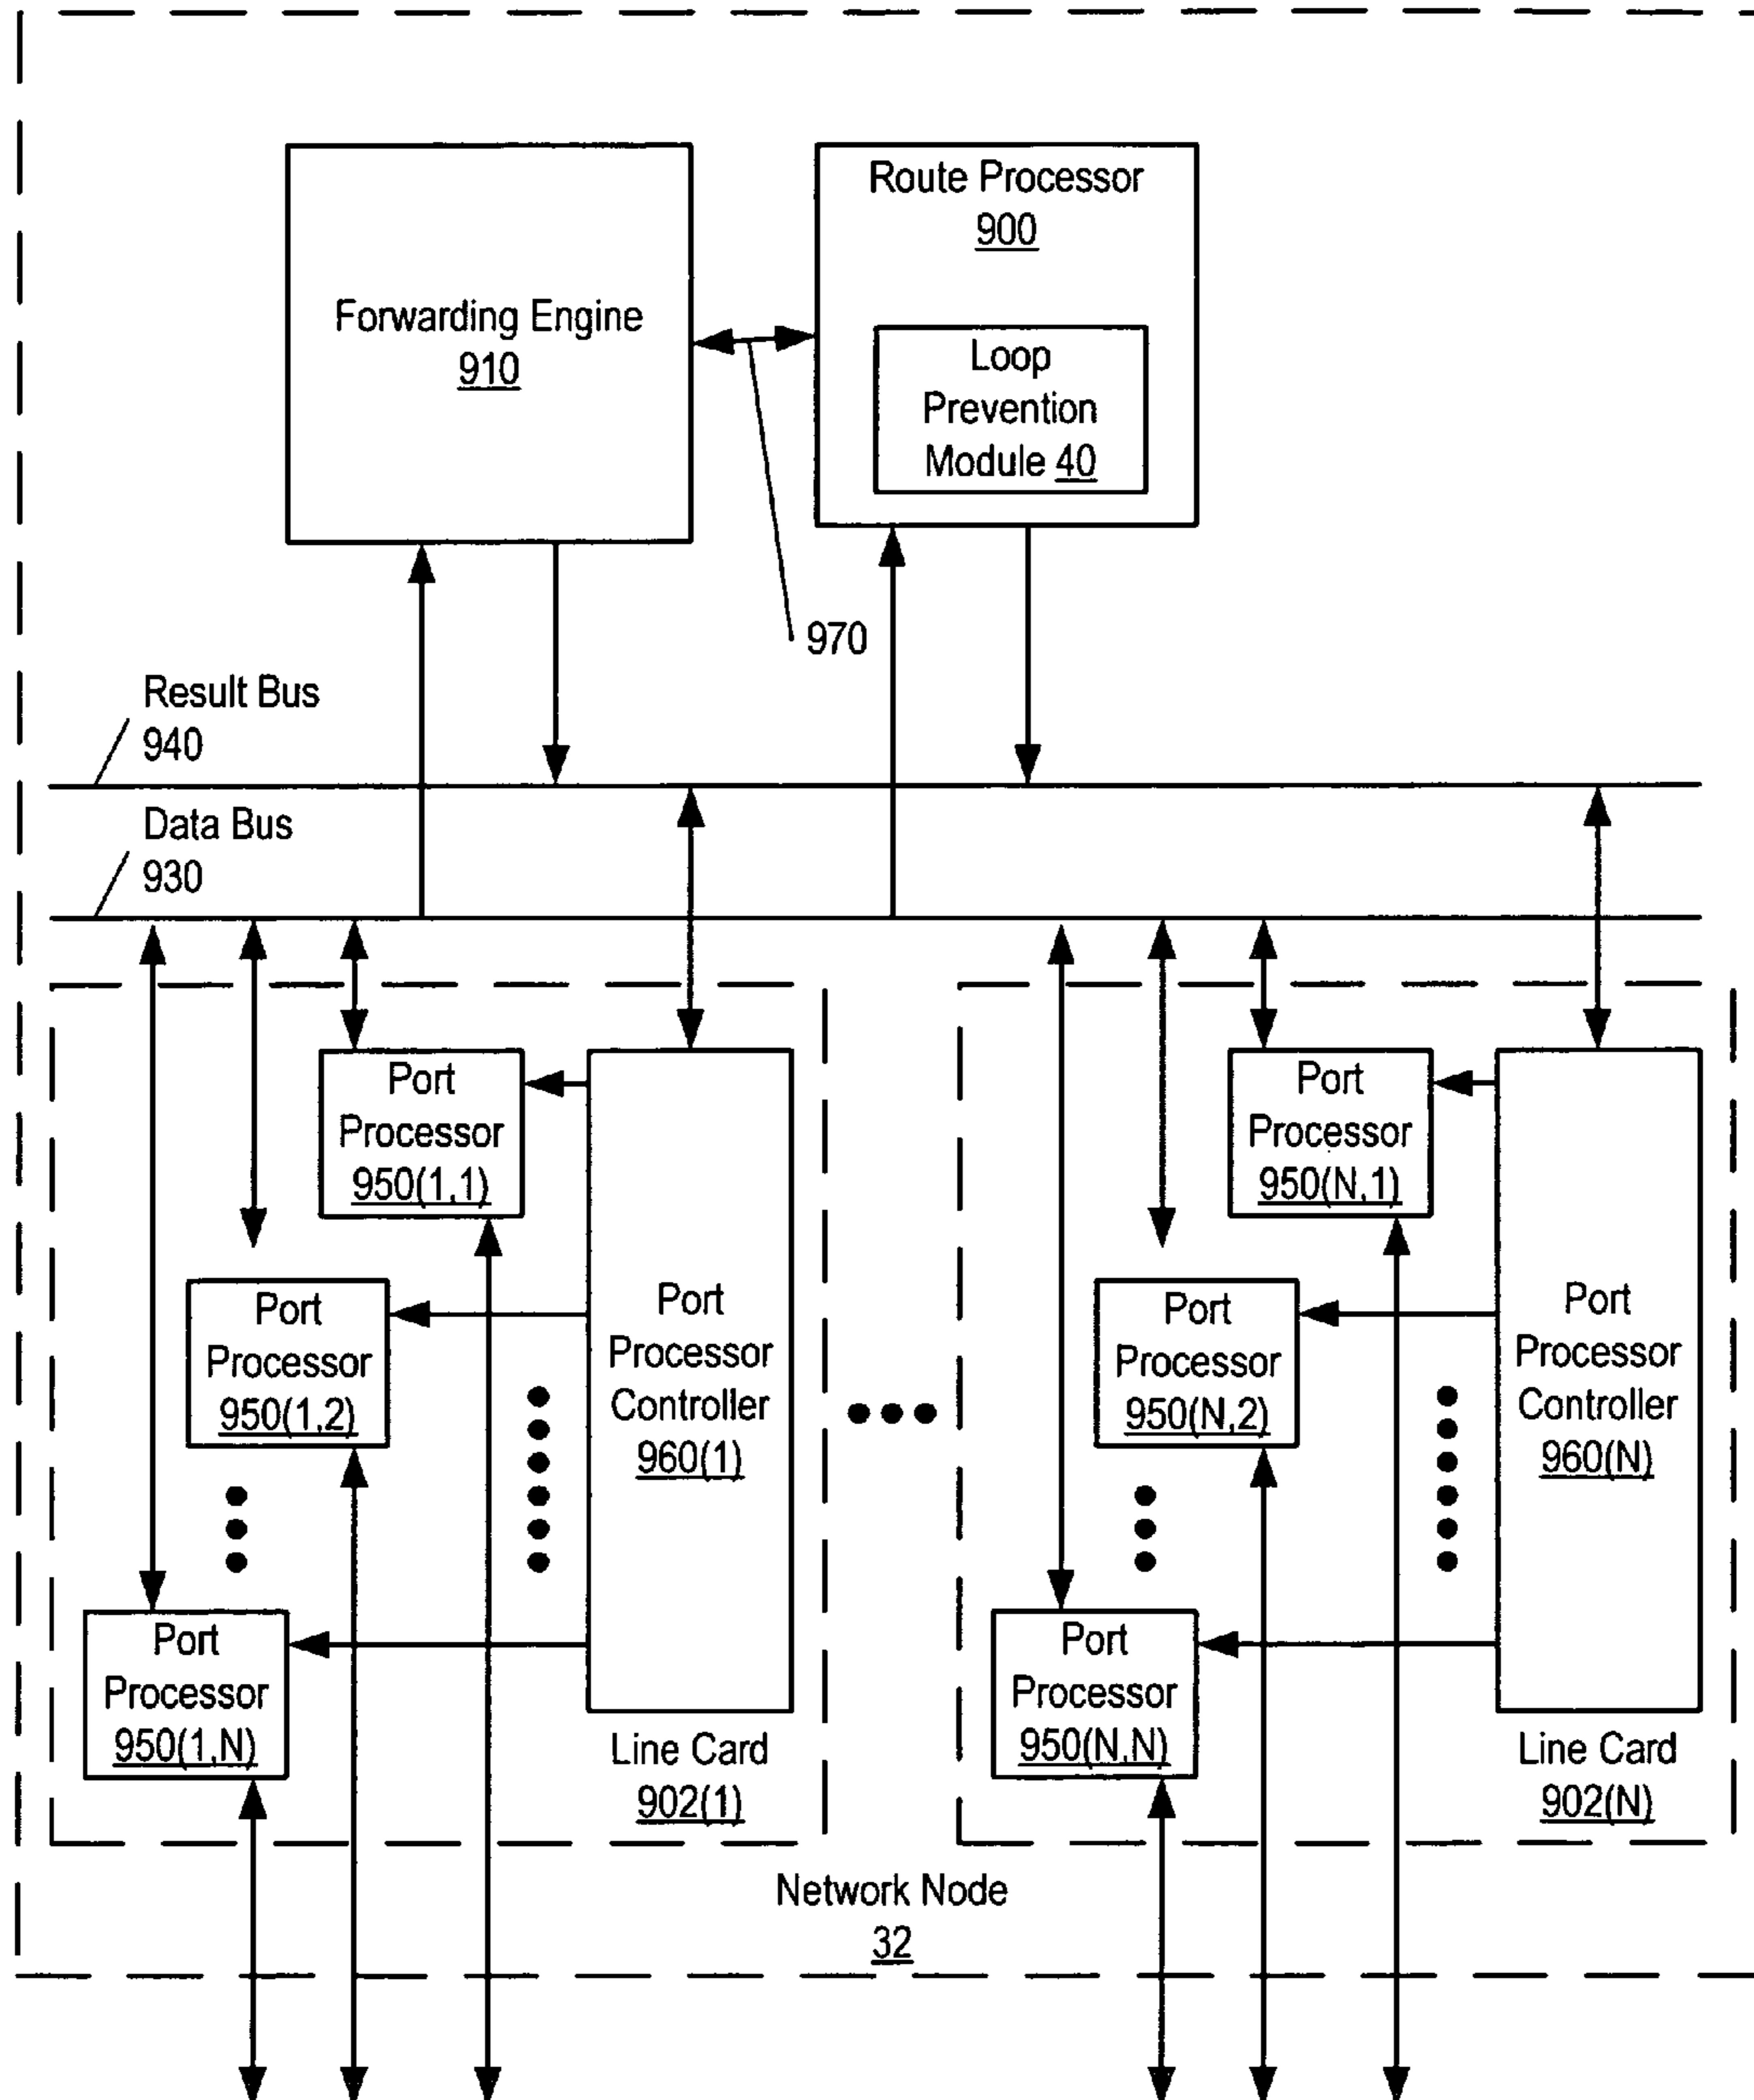 Route Processor
900
Forwarding Engine
910
Loop
Prevention
Module 40
970
Result Bus
940
Data Bus
930
Port
Processor
950(1,1)
Port
Processor
950(1,2)
Port
Processor
950(1,N)
Port
Processor
Controller
960(1)
Line Card
902(1)
Port
Processor
950(N,1)
Port
Processor
950(N,2)
Port
Processor
950(N,N)
Port
Processor
Controller
960(N)
Line Card
902(N)
Network Node
32